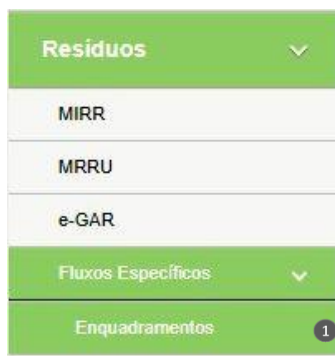 Resíduos
MIRR
MRRU
e-GAR
Fluxos Específicos
Enquadramentos 1